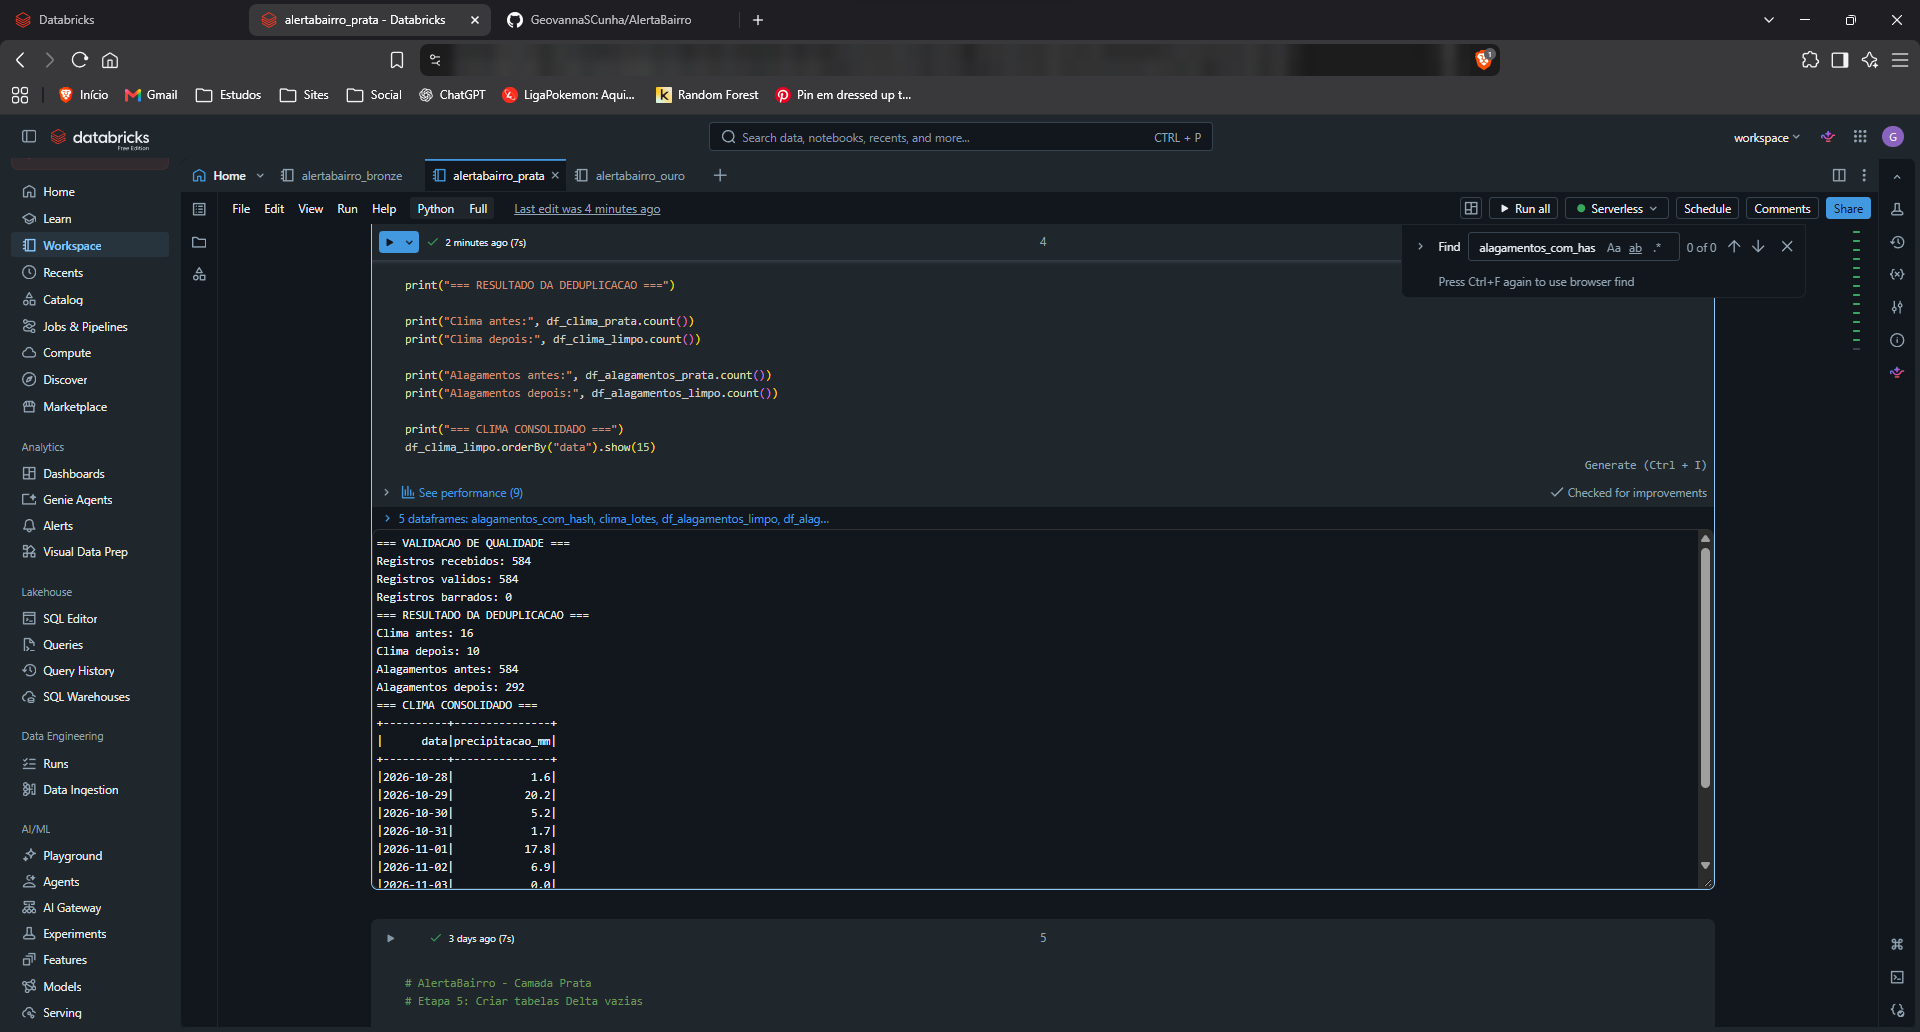 Databricks
alertabairro_prata - Databricks
GeovannaSCunha/AlertaBairro
1
Início
Gmail
Estudos
Sites
Social
ChatGPT
LigaPokemon: Aqui...
K
Random Forest
Pin em dressed up t...
databricks
Free Edition
Search data, notebooks, recents, and more...
CTRL + P
workspace
G
Home
alertabairro_bronze
alertabairro_prata
alertabairro_ouro
File
Edit
View
Run
Help
Python
Full
Last edit was 4 minutes ago
Run all
Serverless
Schedule
Comments
Share
Home
Learn
Workspace
Recents
Catalog
Jobs & Pipelines
Compute
Discover
Marketplace
Analytics
Dashboards
Genie Agents
Alerts
Visual Data Prep
Lakehouse
SQL Editor
Queries
Query History
SQL Warehouses
Data Engineering
Runs
Data Ingestion
AI/ML
Playground
Agents
AI Gateway
Experiments
Features
Models
Serving
2 minutes ago (7s)
4
Find
alagamentos_com_has
Aa
ab
.*
0 of 0
Press Ctrl+F again to use browser find
print("=== RESULTADO DA DEDUPLICACAO ===")
print("Clima antes:", df_clima_prata.count())
print("Clima depois:", df_clima_limpo.count())
print("Alagamentos antes:", df_alagamentos_prata.count())
print("Alagamentos depois:", df_alagamentos_limpo.count())
print("=== CLIMA CONSOLIDADO ===")
df_clima_limpo.orderBy("data").show(15)
Generate (Ctrl + I)
See performance (9)
Checked for improvements
5 dataframes: alagamentos_com_hash, clima_lotes, df_alagamentos_limpo, df_alag...
=== VALIDACAO DE QUALIDADE ===
Registros recebidos: 584
Registros validos: 584
Registros barrados: 0
=== RESULTADO DA DEDUPLICACAO ===
Clima antes: 16
Clima depois: 10
Alagamentos antes: 584
Alagamentos depois: 292
=== CLIMA CONSOLIDADO ===
+----------+---------------+
|      data|precipitacao_mm|
+----------+---------------+
|2026-10-28|            1.6|
|2026-10-29|           20.2|
|2026-10-30|            5.2|
|2026-10-31|            1.7|
|2026-11-01|           17.8|
|2026-11-02|            6.9|
|2026-11-03|            0.0|
3 days ago (7s)
5
# AlertaBairro - Camada Prata
# Etapa 5: Criar tabelas Delta vazias